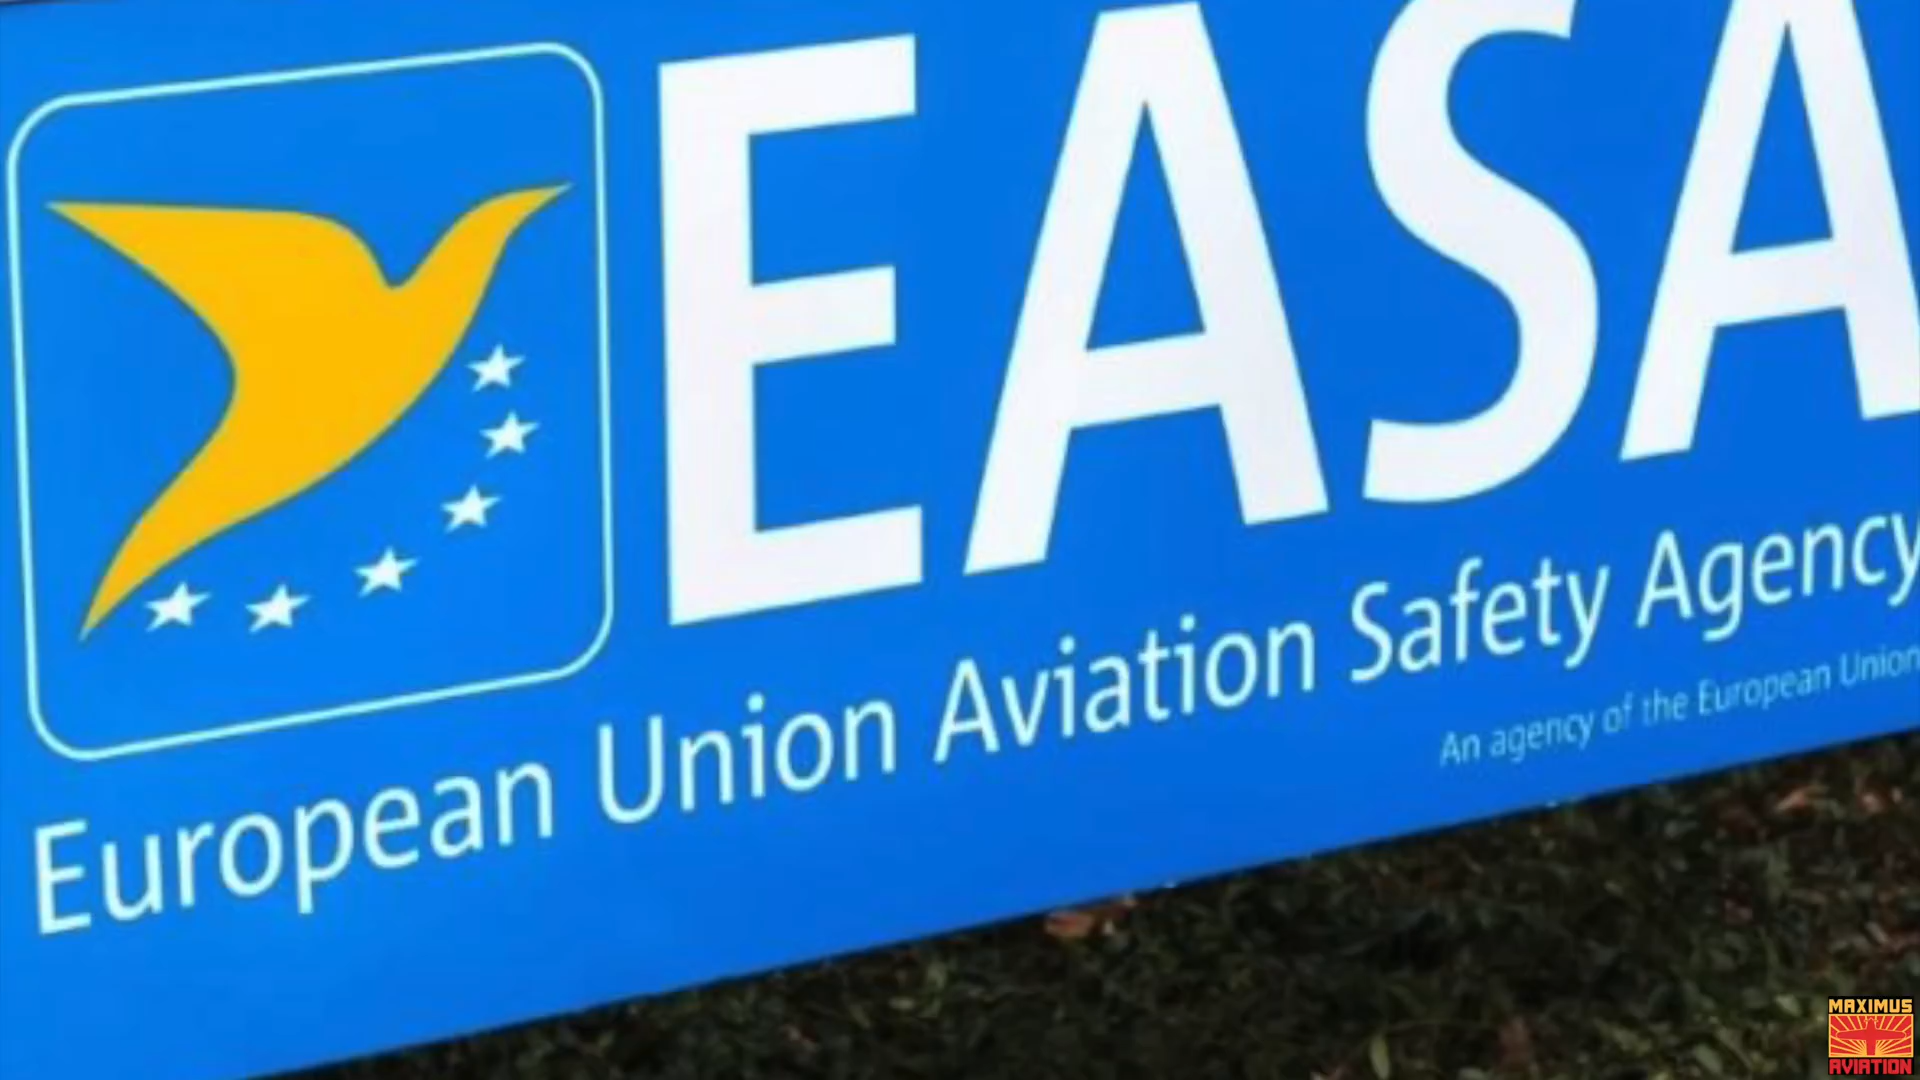 EASA
European Union Aviation Safety Agency
An agency of the European Union
MAXIMUS
AVIATION